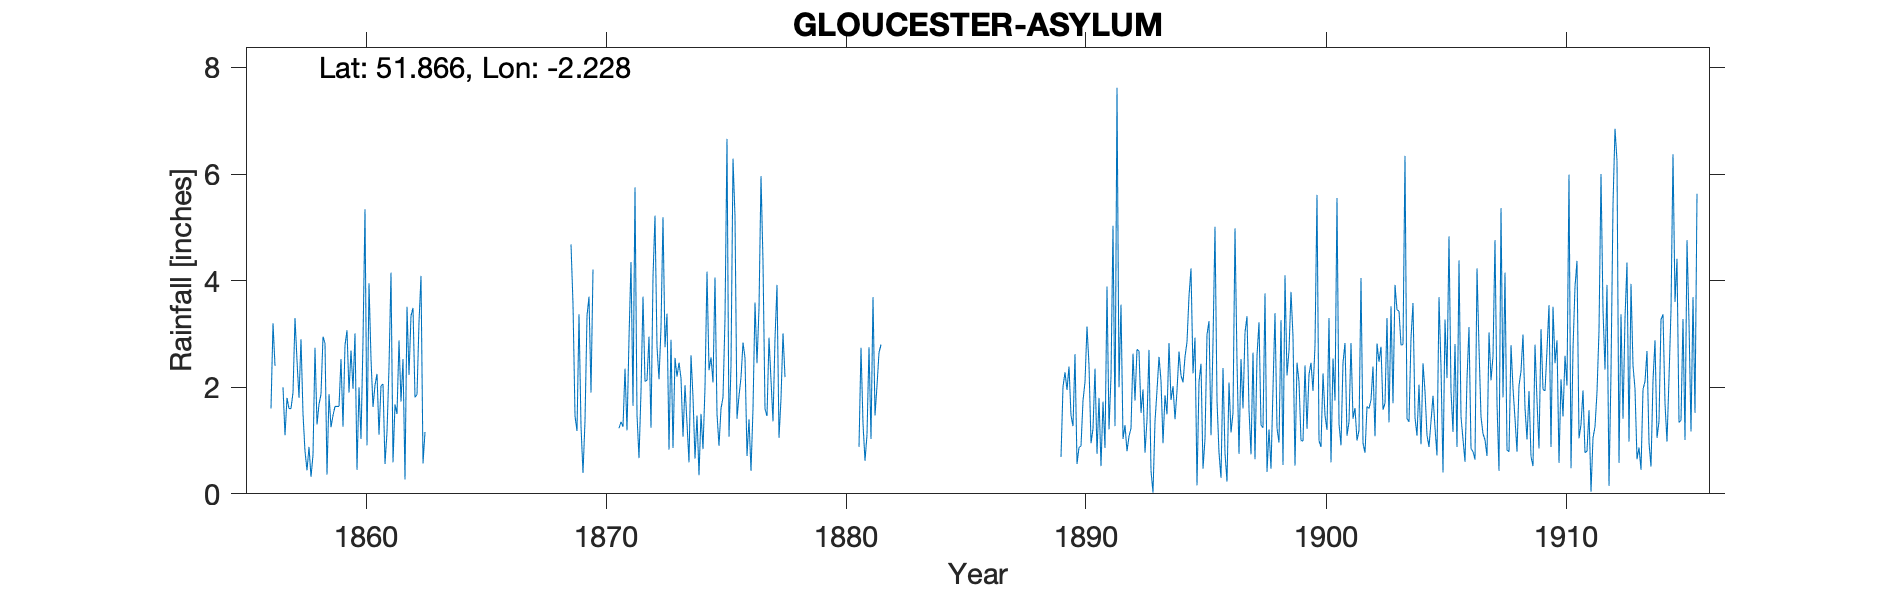 GLOUCESTER-ASYLUM
Lat: 51.866, Lon: -2.228
8
6
4
2
0
Rainfall [inches]
1860 1870 1880 1890 1900 1910
Year